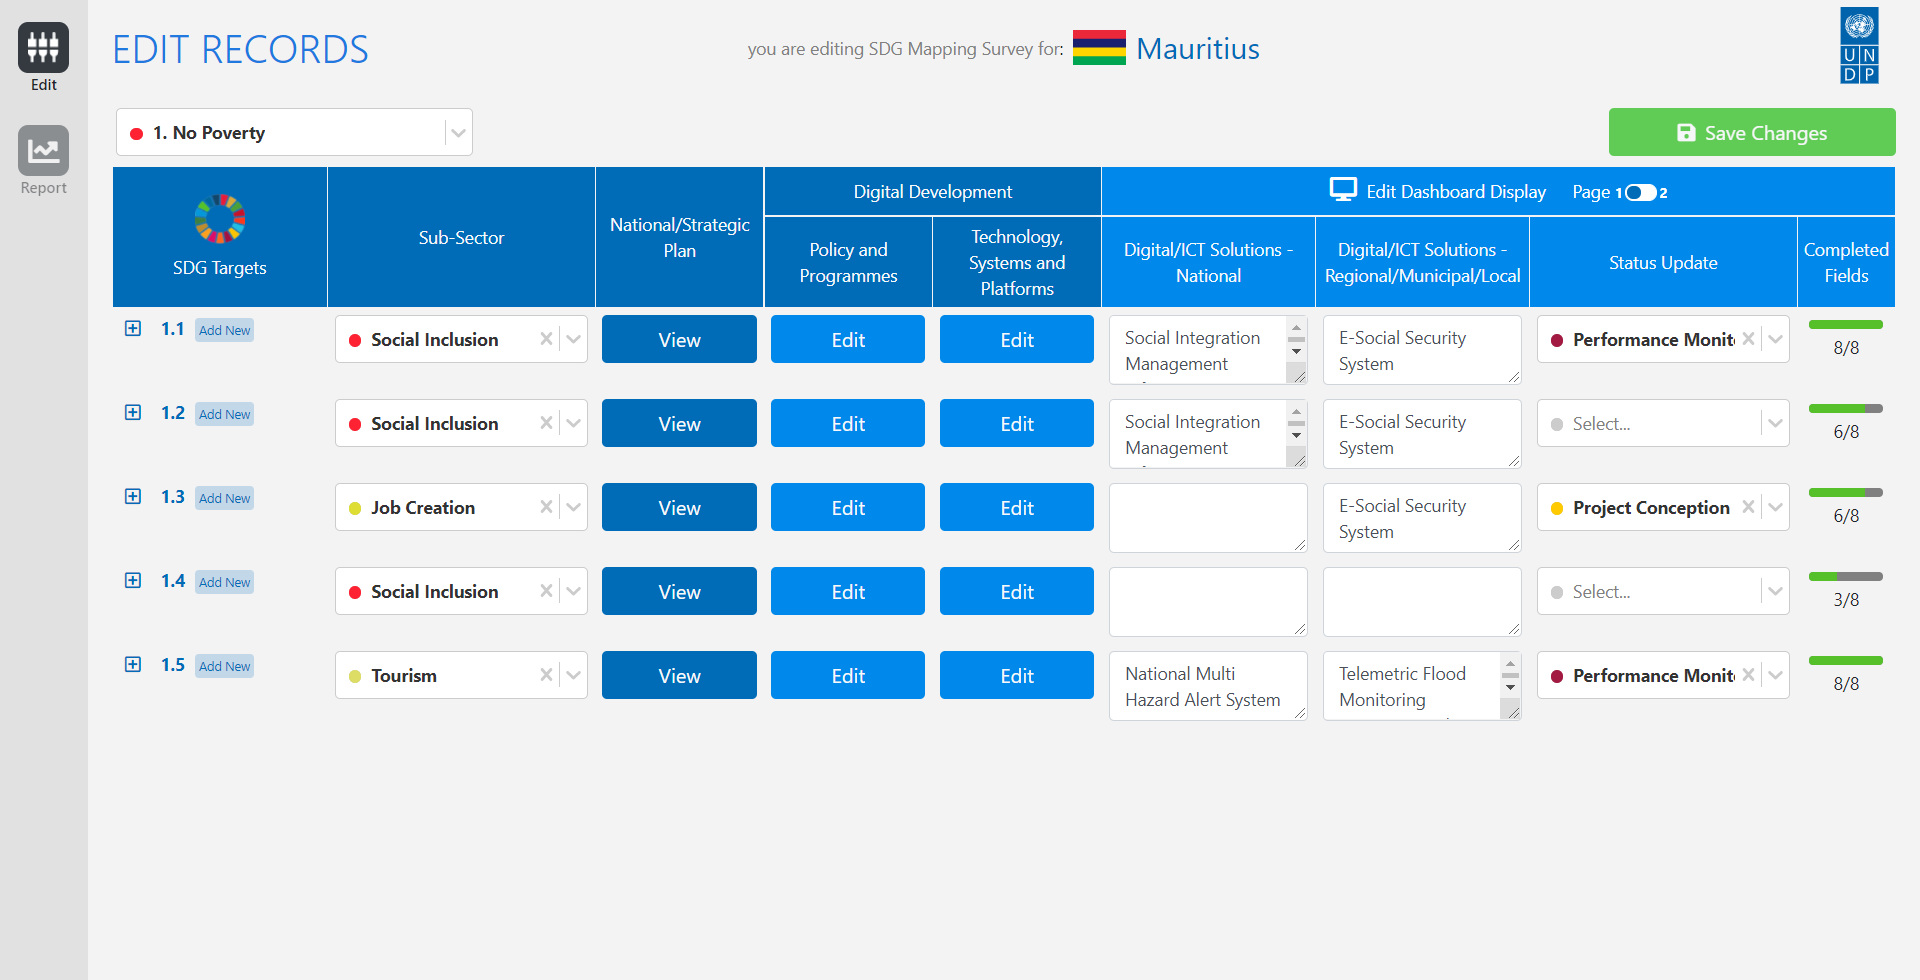 Edit
Report
EDIT RECORDS
you are editing SDG Mapping Survey for:
Mauritius
U N
D P
1. No Poverty
Save Changes
SDG Targets
Sub-Sector
National/Strategic
Plan
Digital Development
Policy and
Programmes
Technology,
Systems and
Platforms
Edit Dashboard Display Page 1 2
Digital/ICT Solutions -
National
Digital/ICT Solutions -
Regional/Municipal/Local
Status Update
Completed
Fields
1.1 Add New
Social Inclusion
View
Edit
Edit
Social Integration
Management
E-Social Security
System
Performance Monit
8/8
1.2 Add New
Social Inclusion
View
Edit
Edit
Social Integration
Management
E-Social Security
System
Select...
6/8
1.3 Add New
Job Creation
View
Edit
Edit
E-Social Security
System
Project Conception
6/8
1.4 Add New
Social Inclusion
View
Edit
Edit
Select...
3/8
1.5 Add New
Tourism
View
Edit
Edit
National Multi
Hazard Alert System
Telemetric Flood
Monitoring
Performance Monit
8/8